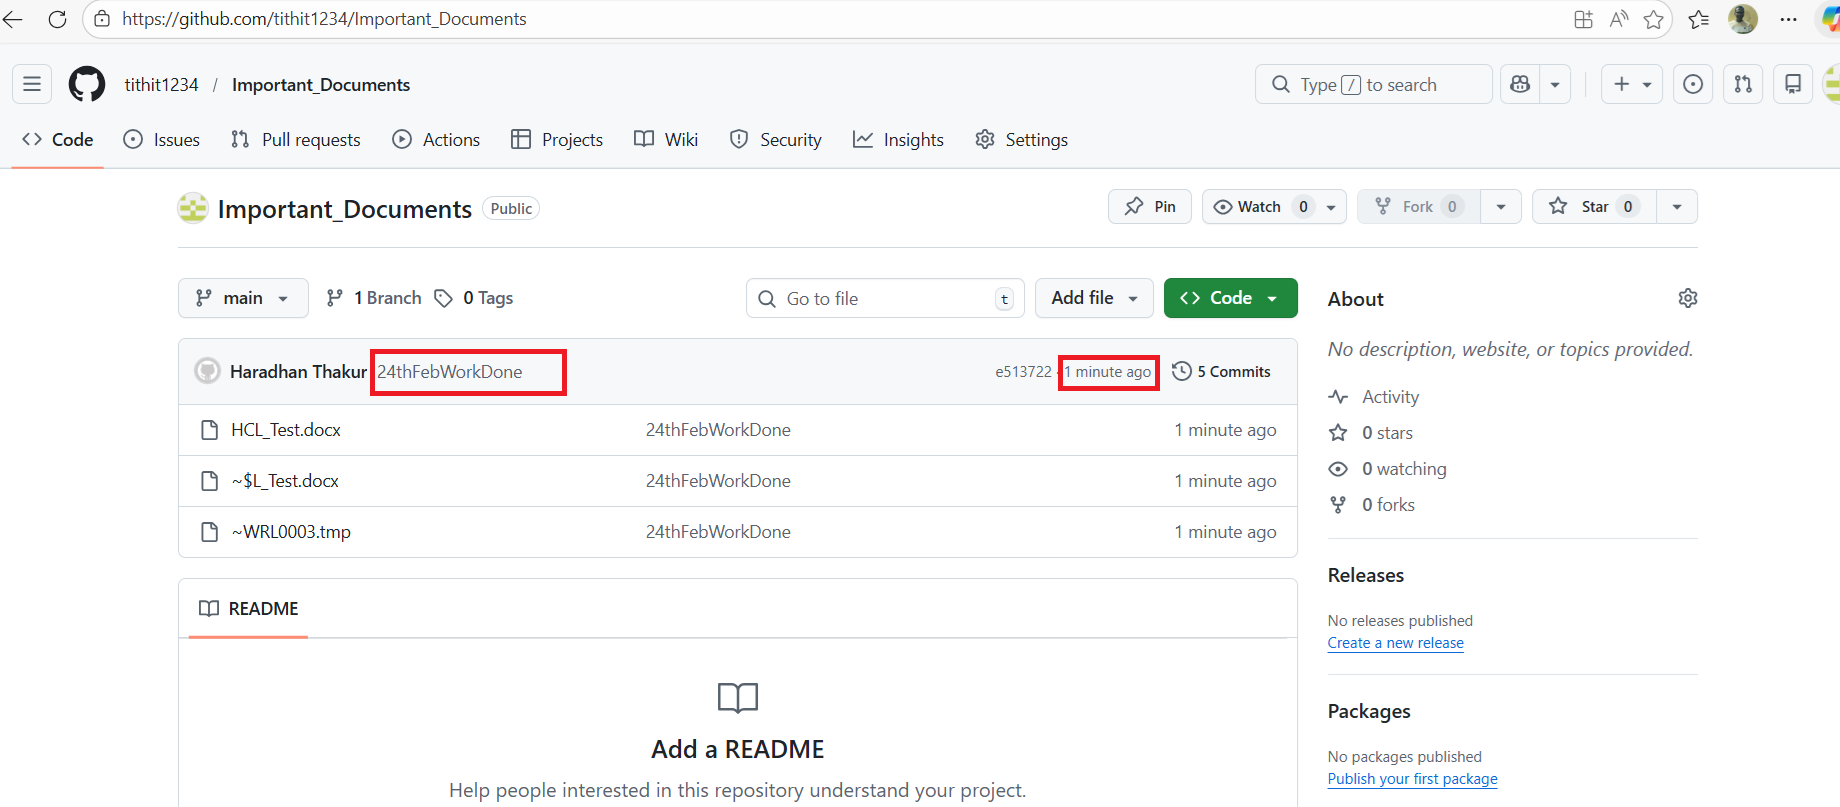 https://github.com/tithit1234/Important_Documents
tithit1234 / Important_Documents
Type / to search
Code Issues Pull requests Actions Projects Wiki Security Insights Settings
Important_Documents Public
Pin Watch 0 Fork 0 Star 0
main 1 Branch 0 Tags Go to file t Add file Code
Haradhan Thakur 24thFebWorkDone e513722 · 1 minute ago 5 Commits
HCL_Test.docx 24thFebWorkDone 1 minute ago
~$L_Test.docx 24thFebWorkDone 1 minute ago
~WRL0003.tmp 24thFebWorkDone 1 minute ago
README
Add a README
Help people interested in this repository understand your project.
About
No description, website, or topics provided.
Activity
0 stars
0 watching
0 forks
Releases
No releases published
Create a new release
Packages
No packages published
Publish your first package